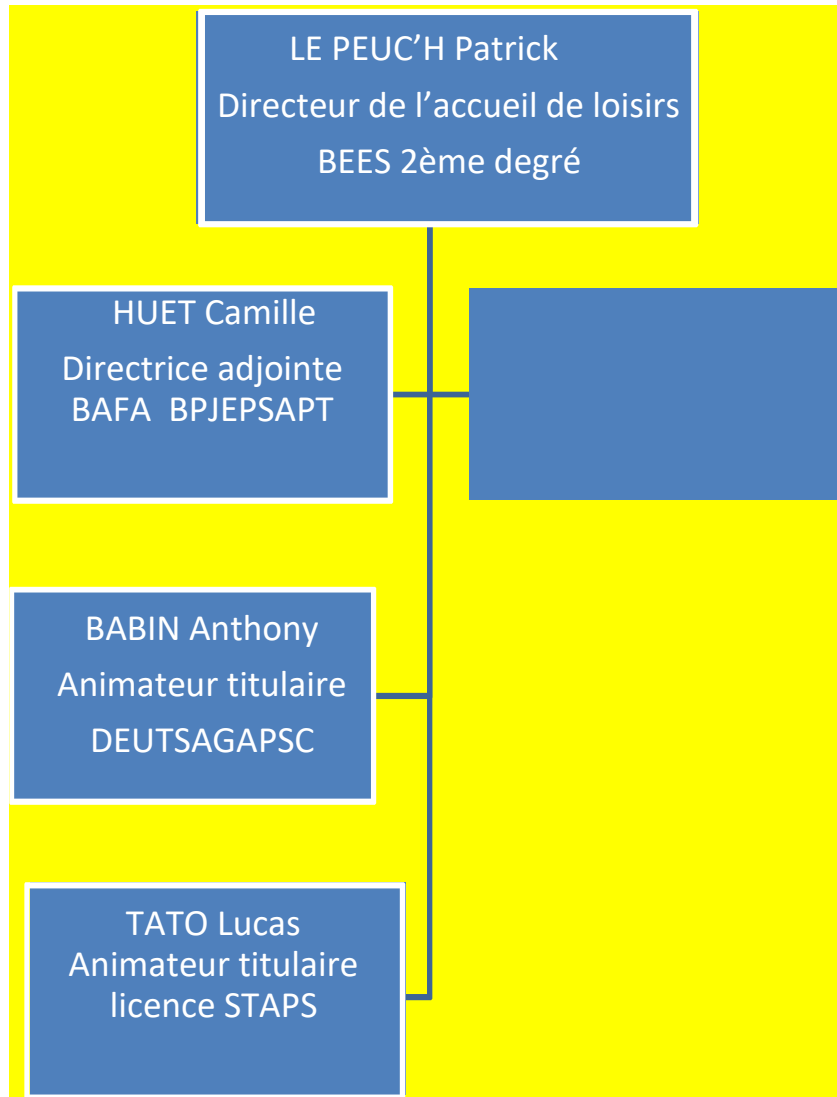 LE PEUC’H Patrick
Directeur de l’accueil de loisirs
BEES 2ème degré
HUET Camille
Directrice adjointe
BAFA  BPJEPSAPT
BABIN Anthony
Animateur titulaire
DEUTSAGAPSC
TATO Lucas
Animateur titulaire
licence STAPS